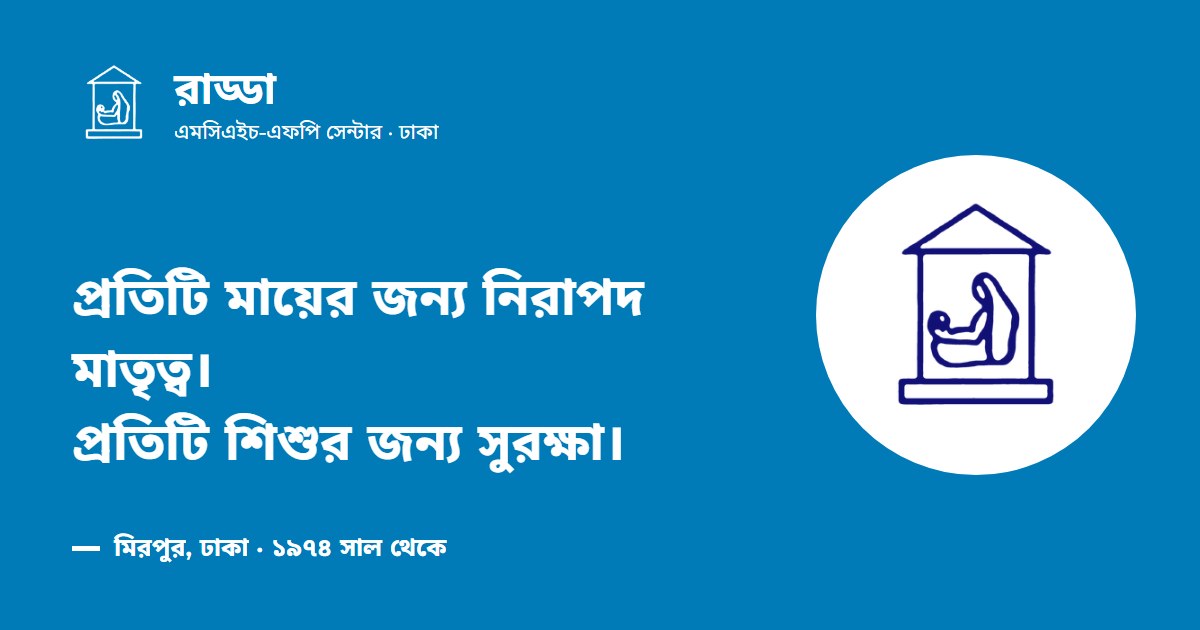 রাড্ডা
এমসিএইচ-এফপি সেন্টার · ঢাকা
প্রতিটি মায়ের জন্য নিরাপদ
মাতৃত্ব।
প্রতিটি শিশুর জন্য সুরক্ষা।
— মিরপুর, ঢাকা · ১৯৭৪ সাল থেকে